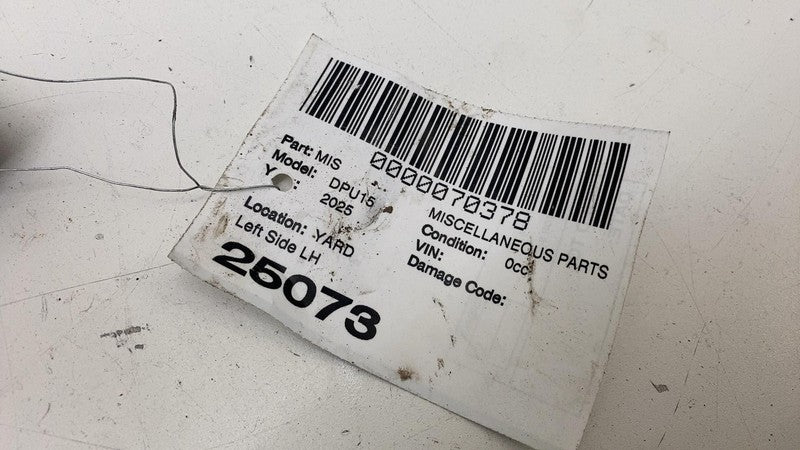 0000070378
Part: MIS
MISCELLANEOUS PARTS
Model: DPU15
Condition: 0cc
Y : 2025
VIN:
Damage Code:
Location: YARD
Left Side LH
25073